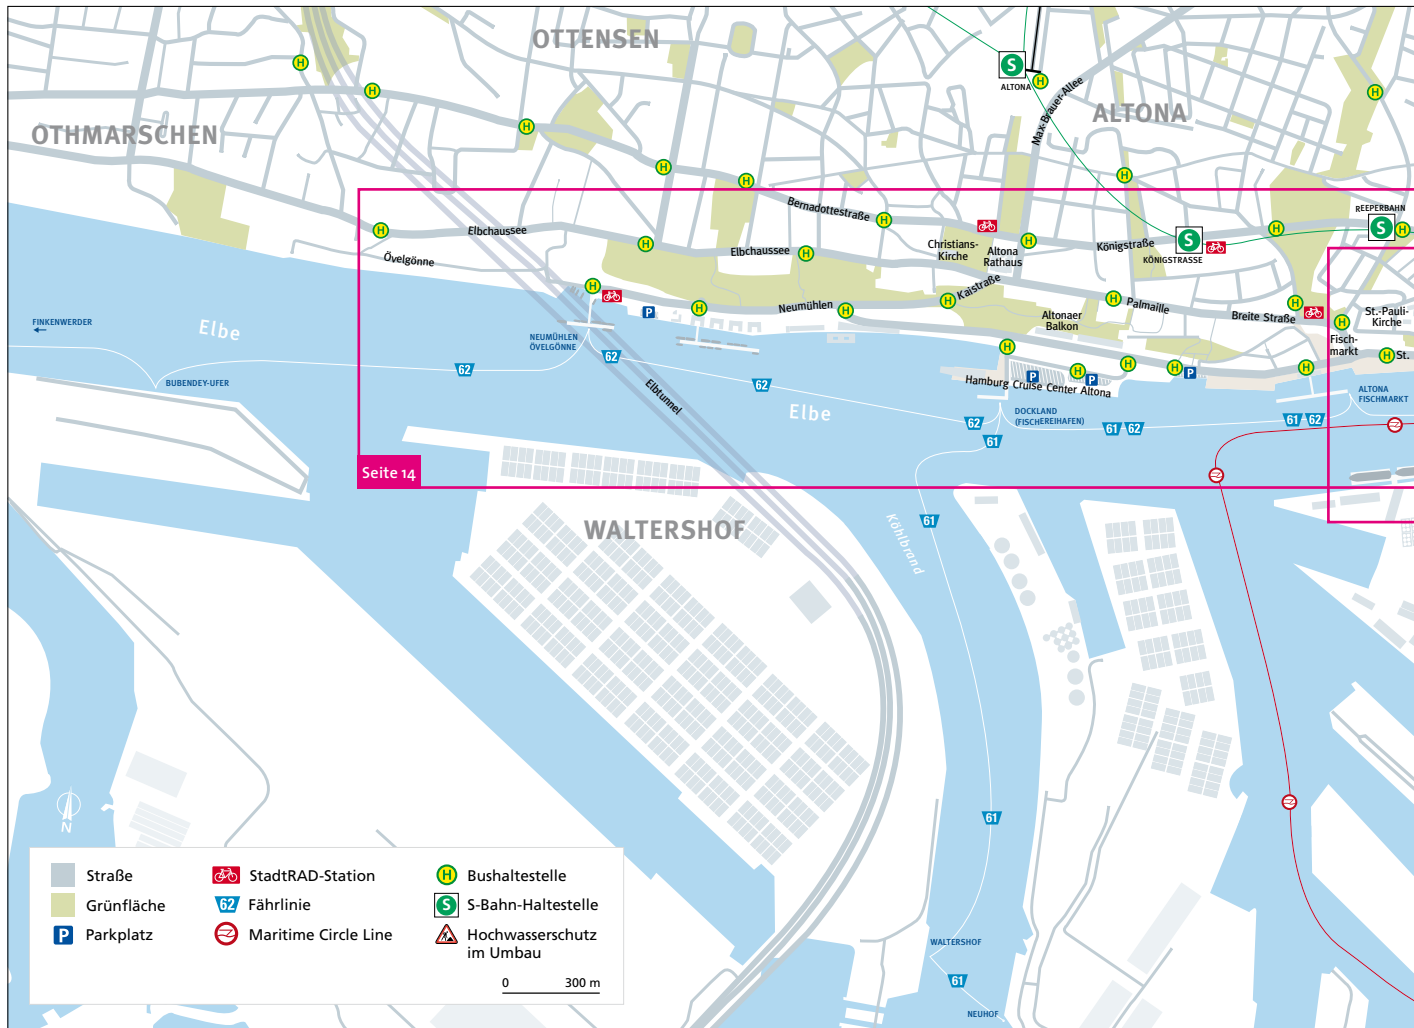 OTTENSEN
H
H
S
ALTONA
H
Max-Brauer-Allee
ALTONA
H
H
OTHMARSCHEN
H
H
H
H
Bernadottestraße
H
REEPERBAHN
S
H
H
Elbchaussee
H
Elbchaussee
H
Christians-
Kirche
Altona
Rathaus
H
Königstraße
S
KÖNIGSTRASSE
H
Övelgönne
H
P
H
Neumühlen
H
H
Kaistraße
H
Palmaille
H
Breite Straße
St.-Pauli-
Kirche
H
Fisch-
markt
H
St.
Altonaer
Balkon
FINKENWERDER
Elbe
NEUMÜHLEN
ÖVELGÖNNE
62
62
BUBENDEY-UFER
62
Elbtunnel
Elbe
H
P
H
P
H
H
P
H
Hamburg Cruise Center Altona
ALTONA
FISCHMARKT
DOCKLAND
(FISCHEREIHAFEN)
62
61
61
62
61
62
Seite 14
WALTERSHOF
Köhlbrand
61
61
N
Straße
StadtRAD-Station
H
Bushaltestelle
Grünfläche
62
Fährlinie
S
S-Bahn-Haltestelle
P
Parkplatz
Maritime Circle Line
Hochwasserschutz
im Umbau
0 300 m
WALTERSHOF
61
NEUHOF